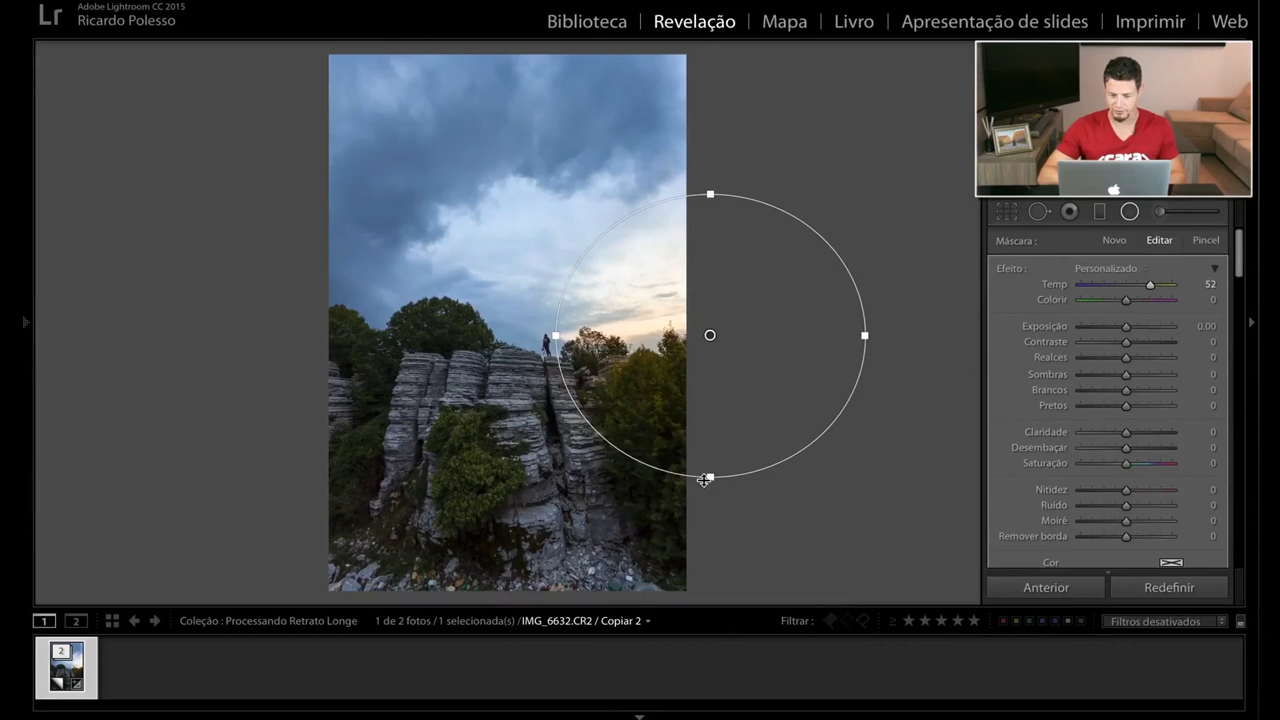 Lr
Adobe Lightroom CC 2015
Ricardo Polesso
Biblioteca | Revelação | Mapa | Livro | Apresentação de slides | Imprimir | Web
Máscara : Novo Editar Pincel
Efeito : Personalizado
Temp 52
Colorir 0
Exposição 0.00
Contraste 0
Realces 0
Sombras 0
Brancos 0
Pretos 0
Claridade 0
Desembaçar 0
Saturação 0
Nitidez 0
Ruído 0
Moiré 0
Remover borda 0
Cor
Anterior Redefinir
1 2 Coleção : Processando Retrato Longe 1 de 2 fotos / 1 selecionada(s) / IMG_6632.CR2 / Copiar 2 Filtrar : ≥ ★★★★★ Filtros desativados
2